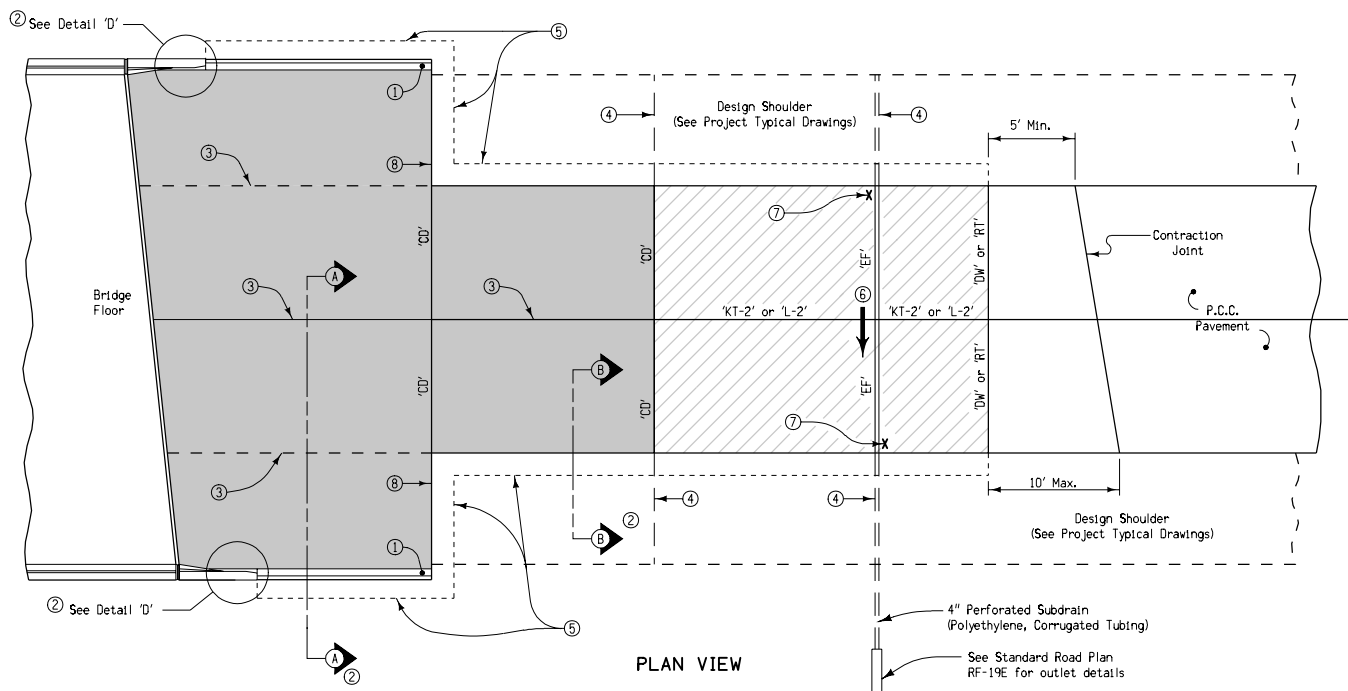 ② See Detail 'D'
⑤
①
④
Design Shoulder
(See Project Typical Drawings)
④
5' Min.
③
⑧
⑦
'CD'
'CD'
'EF'
'DW' or 'RT'
Contraction
Joint
A
Bridge
Floor
③
③
⑥
'KT-2' or 'L-2'
'KT-2' or 'L-2'
P.C.C.
Pavement
B
'CD'
'CD'
'EF'
'DW' or 'RT'
⑦
③
⑧
④
④
10' Max.
②
B
Design Shoulder
(See Project Typical Drawings)
①
② See Detail 'D'
⑤
4" Perforated Subdrain
(Polyethylene, Corrugated Tubing)
A
②
PLAN VIEW
See Standard Road Plan
RF-19E for outlet details